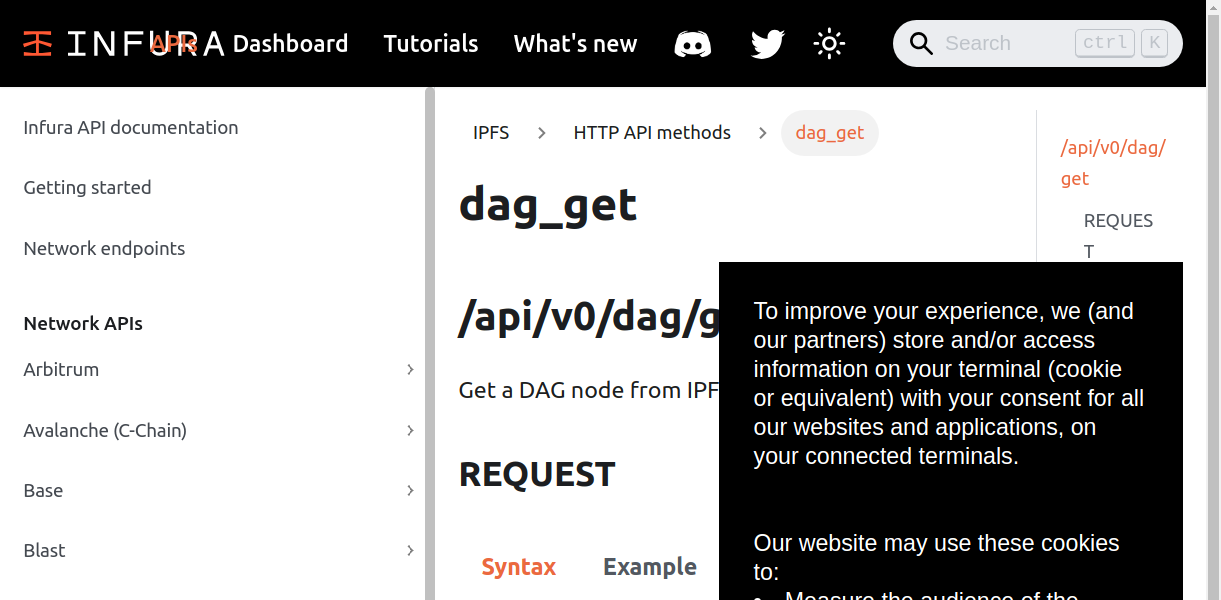 INFURA APIs Dashboard Tutorials What's new Search ctrl K
Infura API documentation
Getting started
Network endpoints
Network APIs
Arbitrum
Avalanche (C-Chain)
Base
Blast
IPFS HTTP API methods dag_get
dag_get
/api/v0/dag/g
Get a DAG node from IPF
REQUEST
Syntax Example
/api/v0/dag/
get
REQUES
T
To improve your experience, we (and
our partners) store and/or access
information on your terminal (cookie
or equivalent) with your consent for all
our websites and applications, on
your connected terminals.
Our website may use these cookies
to:
• Measure the audience of the